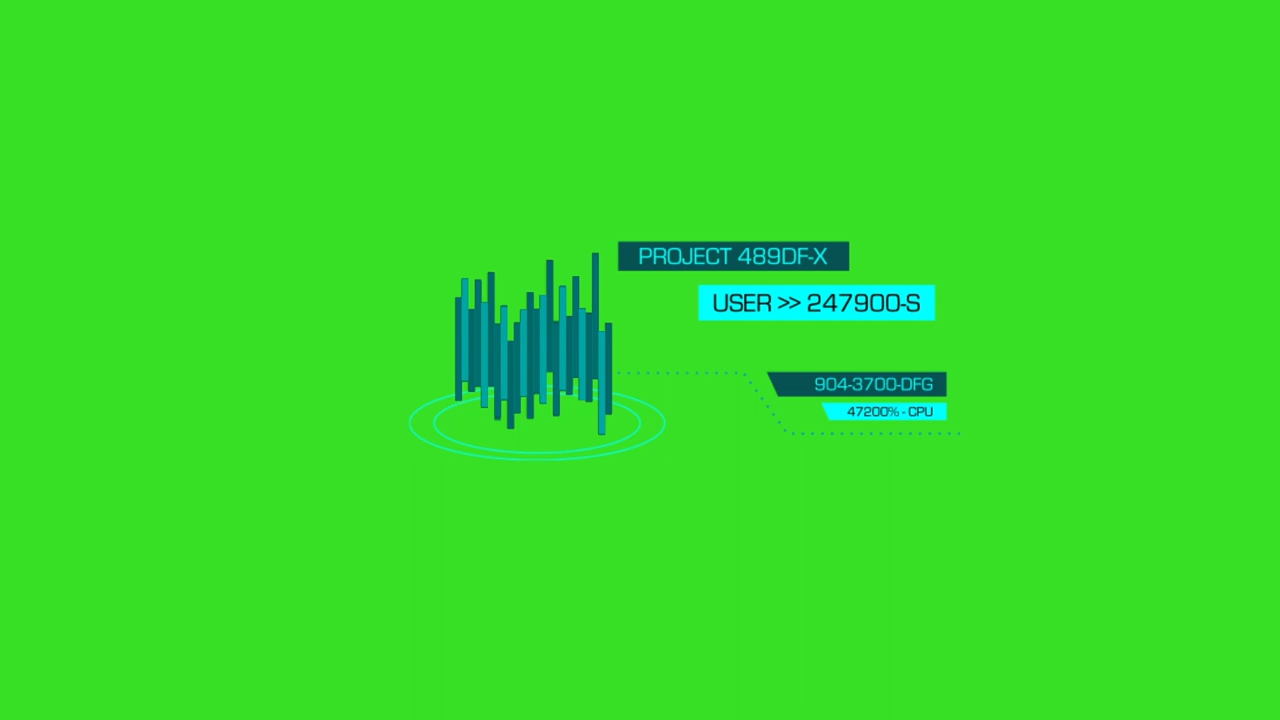 PROJECT 489DF-X
USER >> 247900-S
904-3700-DFG
47200% - CPU